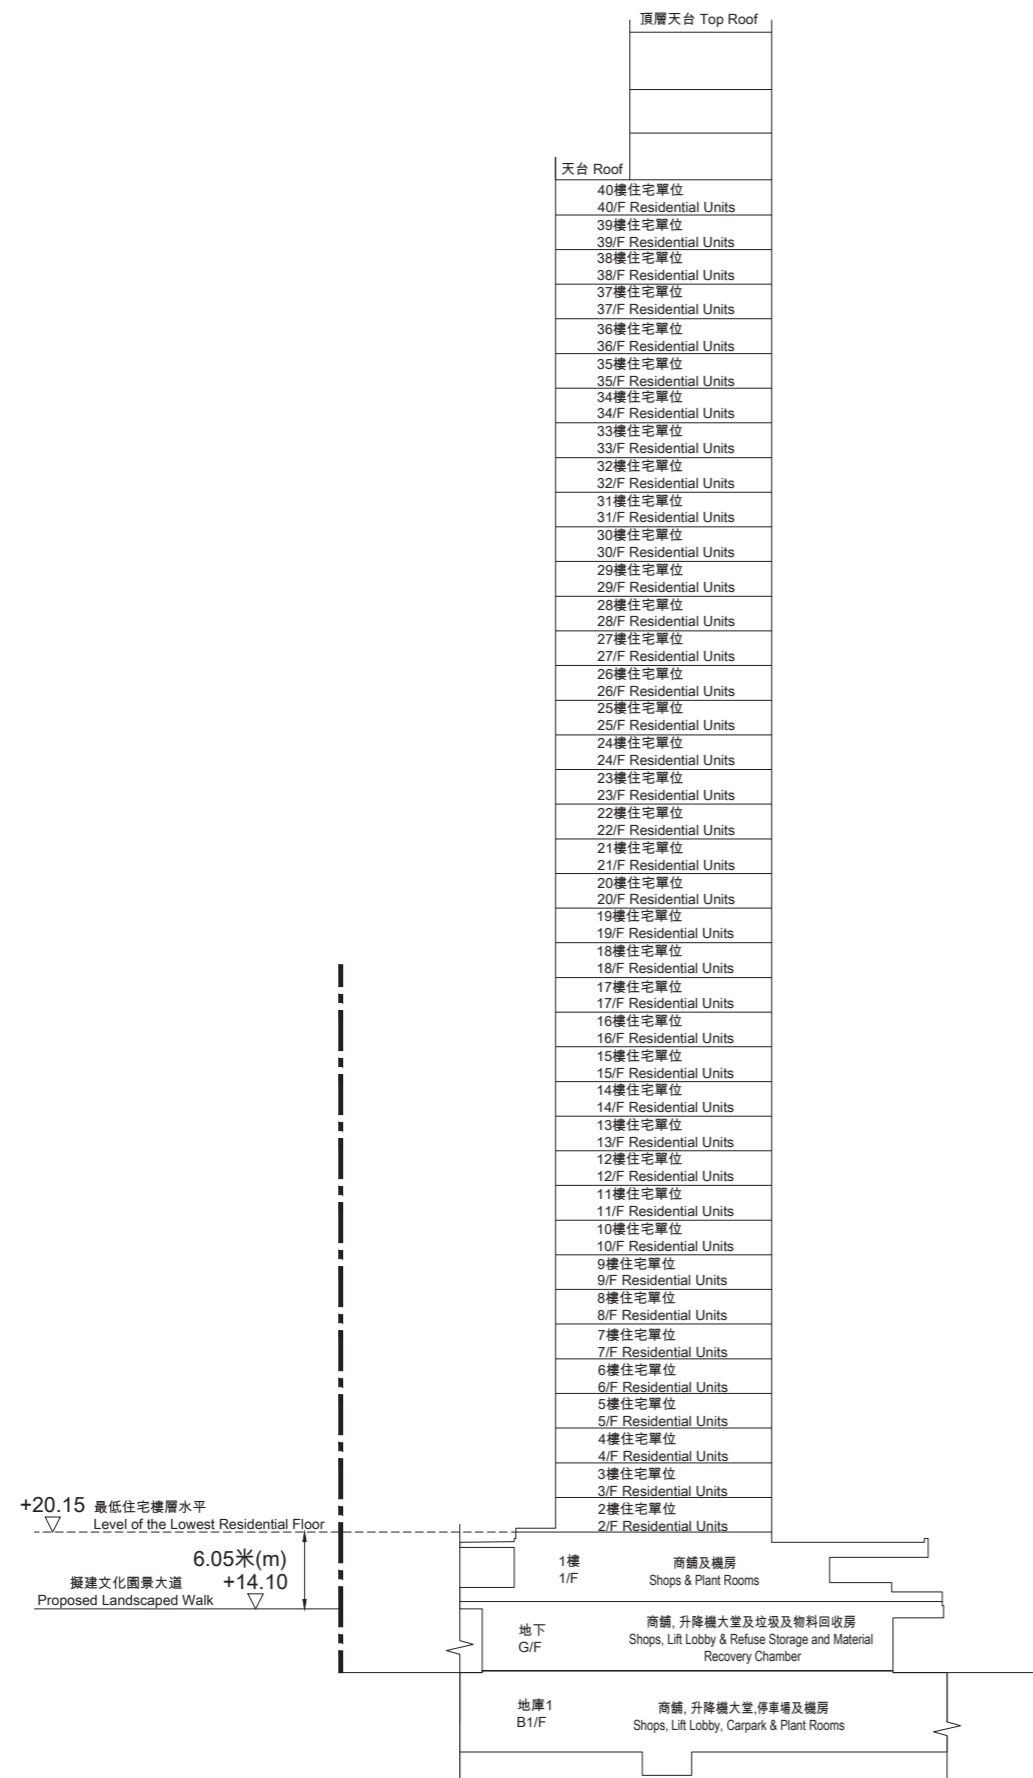 頂層天台 Top Roof
天台 Roof
40樓住宅單位
40/F Residential Units
39樓住宅單位
39/F Residential Units
38樓住宅單位
38/F Residential Units
37樓住宅單位
37/F Residential Units
36樓住宅單位
36/F Residential Units
35樓住宅單位
35/F Residential Units
34樓住宅單位
34/F Residential Units
33樓住宅單位
33/F Residential Units
32樓住宅單位
32/F Residential Units
31樓住宅單位
31/F Residential Units
30樓住宅單位
30/F Residential Units
29樓住宅單位
29/F Residential Units
28樓住宅單位
28/F Residential Units
27樓住宅單位
27/F Residential Units
26樓住宅單位
26/F Residential Units
25樓住宅單位
25/F Residential Units
24樓住宅單位
24/F Residential Units
23樓住宅單位
23/F Residential Units
22樓住宅單位
22/F Residential Units
21樓住宅單位
21/F Residential Units
20樓住宅單位
20/F Residential Units
19樓住宅單位
19/F Residential Units
18樓住宅單位
18/F Residential Units
17樓住宅單位
17/F Residential Units
16樓住宅單位
16/F Residential Units
15樓住宅單位
15/F Residential Units
14樓住宅單位
14/F Residential Units
13樓住宅單位
13/F Residential Units
12樓住宅單位
12/F Residential Units
11樓住宅單位
11/F Residential Units
10樓住宅單位
10/F Residential Units
9樓住宅單位
9/F Residential Units
8樓住宅單位
8/F Residential Units
7樓住宅單位
7/F Residential Units
6樓住宅單位
6/F Residential Units
5樓住宅單位
5/F Residential Units
4樓住宅單位
4/F Residential Units
3樓住宅單位
3/F Residential Units
2樓住宅單位
2/F Residential Units
+20.15 最低住宅樓層水平
Level of the Lowest Residential Floor
6.05米(m)
擬建文化園景大道 +14.10
Proposed Landscaped Walk
1樓 商舖及機房
1/F Shops & Plant Rooms
地下 商舖, 升降機大堂及垃圾及物料回收房
G/F Shops, Lift Lobby & Refuse Storage and Material
Recovery Chamber
地庫1 商舖, 升降機大堂,停車場及機房
B1/F Shops, Lift Lobby, Carpark & Plant Rooms